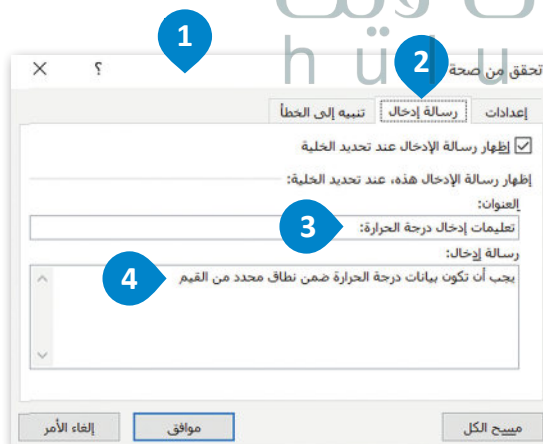 1
hülu
تحقق من صحة
2
؟
إعدادات
رسالة إدخال
تنبيه إلى الخطأ
إظهار رسالة الإدخال عند تحديد الخلية
إظهار رسالة الإدخال هذه، عند تحديد الخلية:
العنوان:
تعليمات إدخال درجة الحرارة:
3
رسالة إدخال:
يجب أن تكون بيانات درجة الحرارة ضمن نطاق محدد من القيم
4
مسح الكل
موافق
إلغاء الأمر